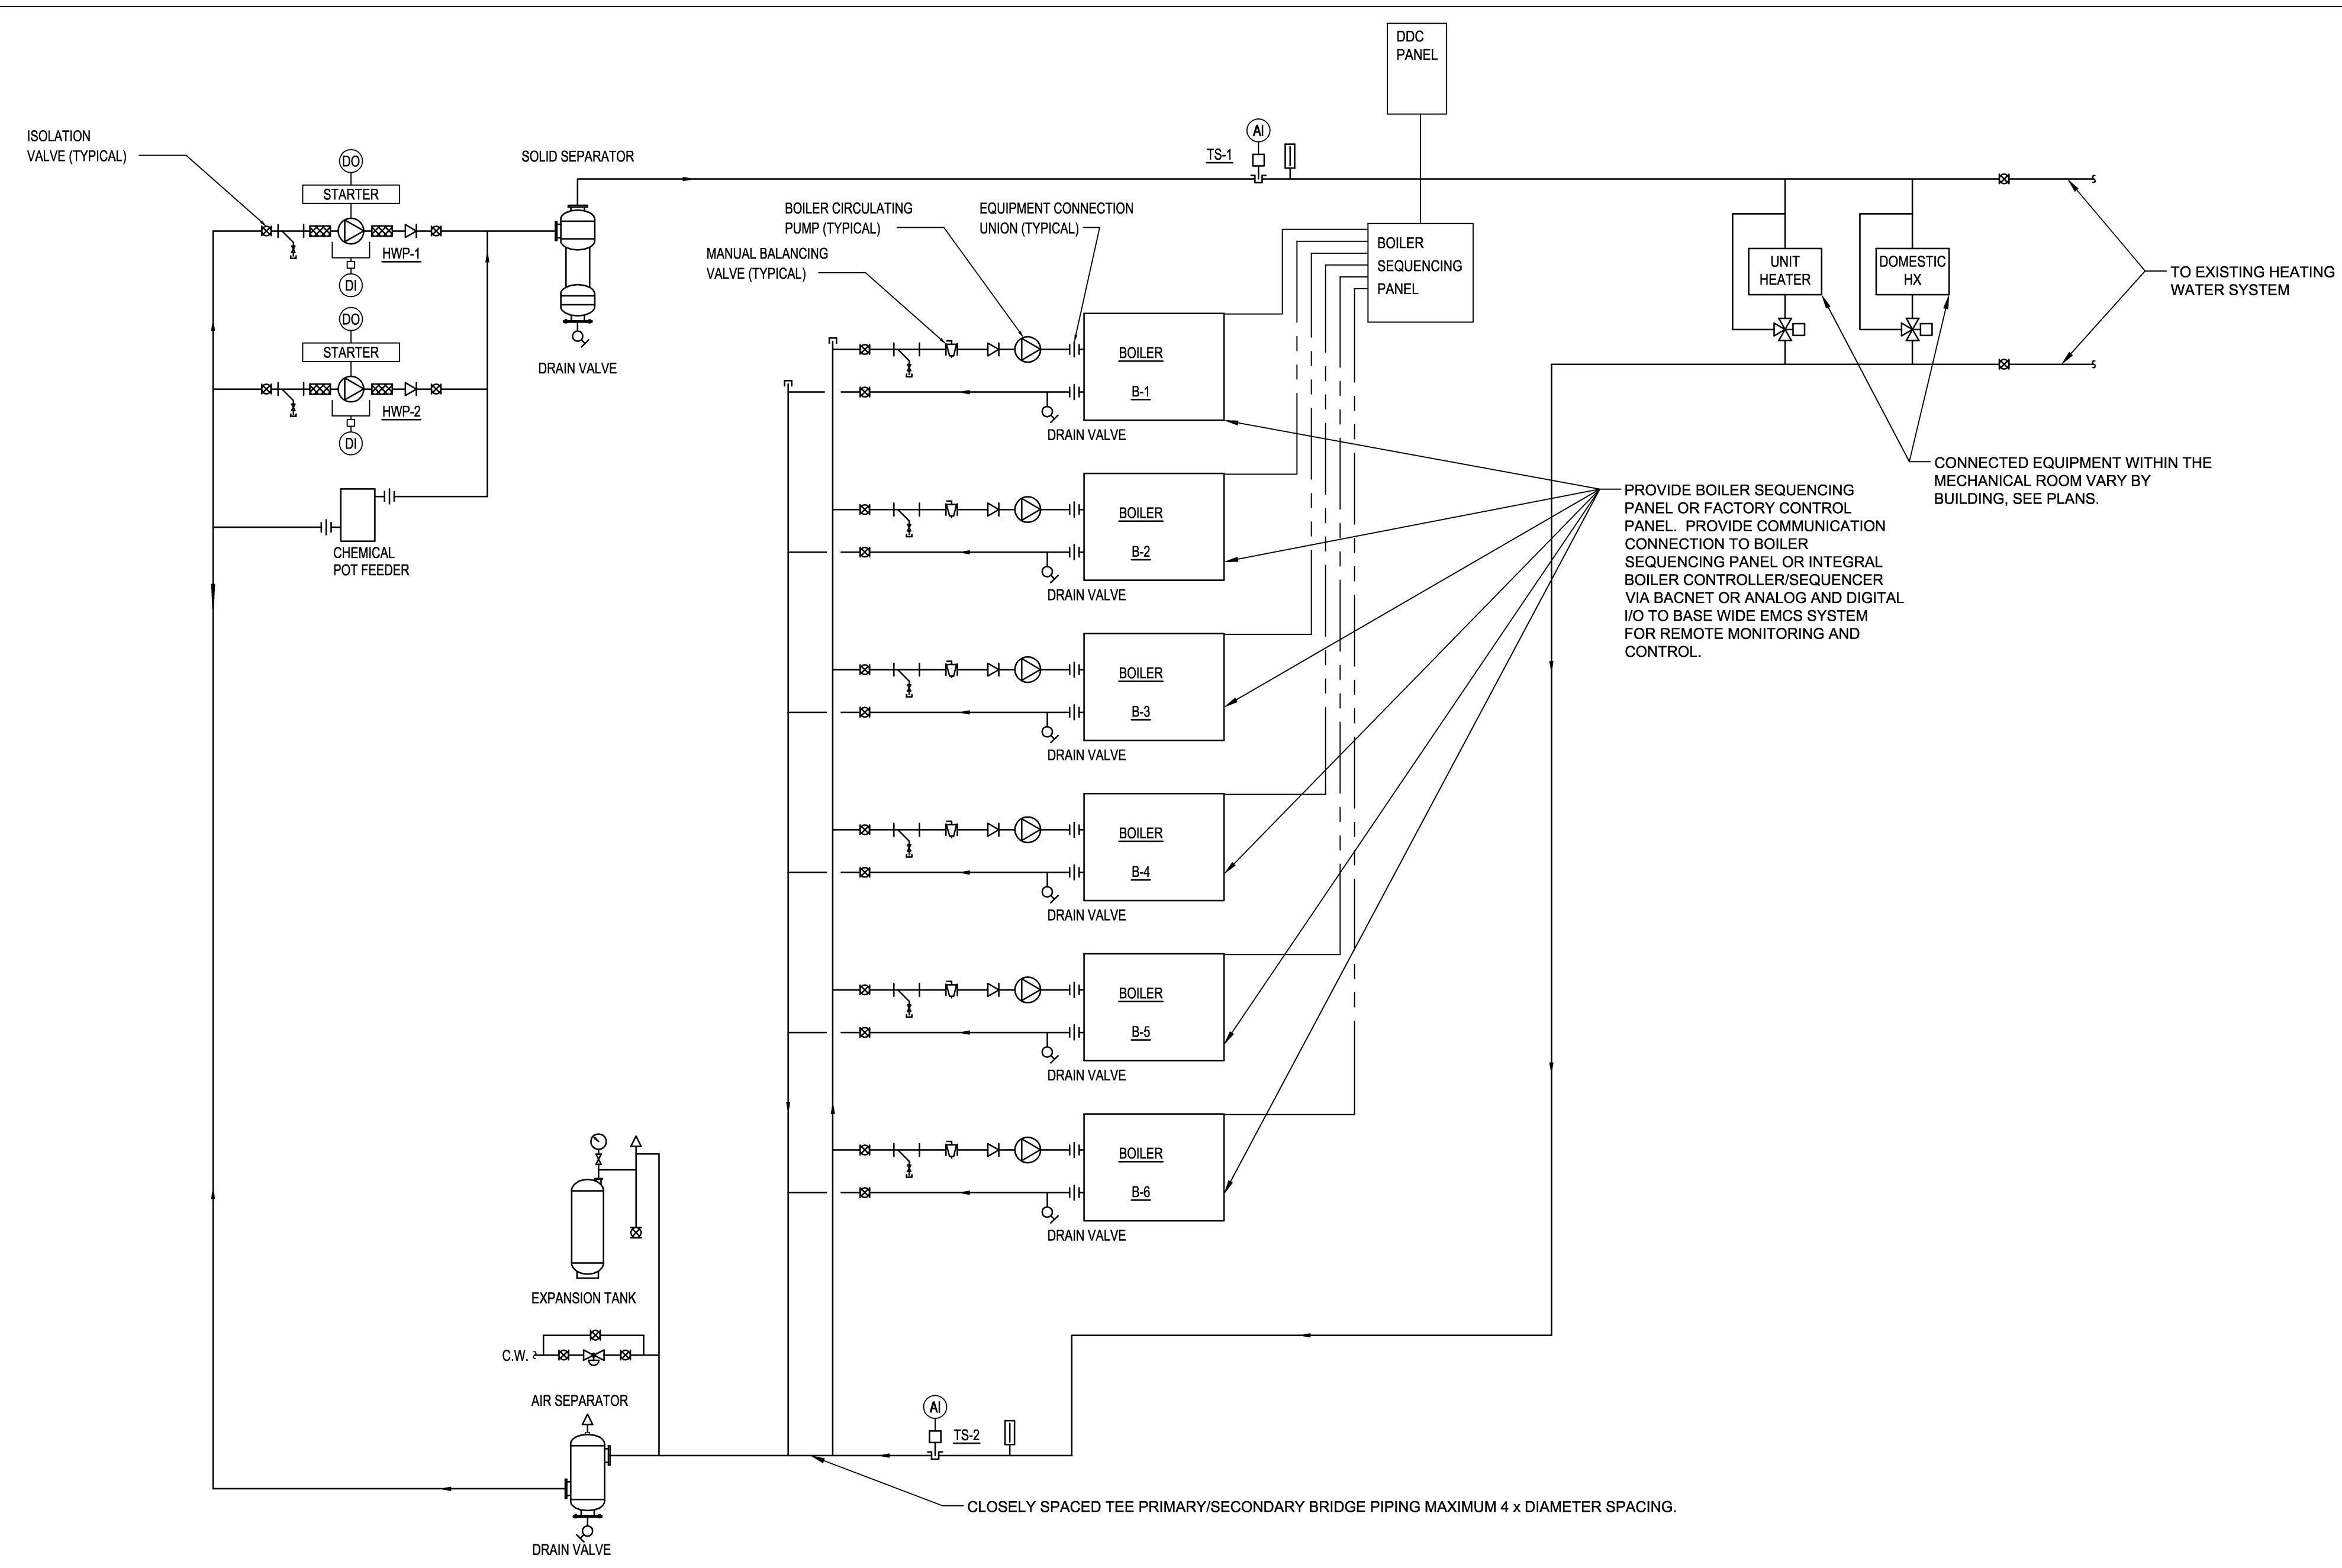 DDC
PANEL
ISOLATION
VALVE (TYPICAL)
DO
STARTER
HWP-1
DI
DO
STARTER
HWP-2
DI
SOLID SEPARATOR
DRAIN VALVE
CHEMICAL
POT FEEDER
AI
TS-1
BOILER CIRCULATING
PUMP (TYPICAL)
EQUIPMENT CONNECTION
UNION (TYPICAL)
MANUAL BALANCING
VALVE (TYPICAL)
BOILER
SEQUENCING
PANEL
UNIT
HEATER
DOMESTIC
HX
TO EXISTING HEATING
WATER SYSTEM
BOILER
B-1
DRAIN VALVE
BOILER
B-2
DRAIN VALVE
BOILER
B-3
DRAIN VALVE
BOILER
B-4
DRAIN VALVE
BOILER
B-5
DRAIN VALVE
BOILER
B-6
DRAIN VALVE
CONNECTED EQUIPMENT WITHIN THE
MECHANICAL ROOM VARY BY
BUILDING, SEE PLANS.
PROVIDE BOILER SEQUENCING
PANEL OR FACTORY CONTROL
PANEL. PROVIDE COMMUNICATION
CONNECTION TO BOILER
SEQUENCING PANEL OR INTEGRAL
BOILER CONTROLLER/SEQUENCER
VIA BACNET OR ANALOG AND DIGITAL
I/O TO BASE WIDE EMCS SYSTEM
FOR REMOTE MONITORING AND
CONTROL.
EXPANSION TANK
C.W.
AIR SEPARATOR
DRAIN VALVE
AI
TS-2
CLOSELY SPACED TEE PRIMARY/SECONDARY BRIDGE PIPING MAXIMUM 4 x DIAMETER SPACING.